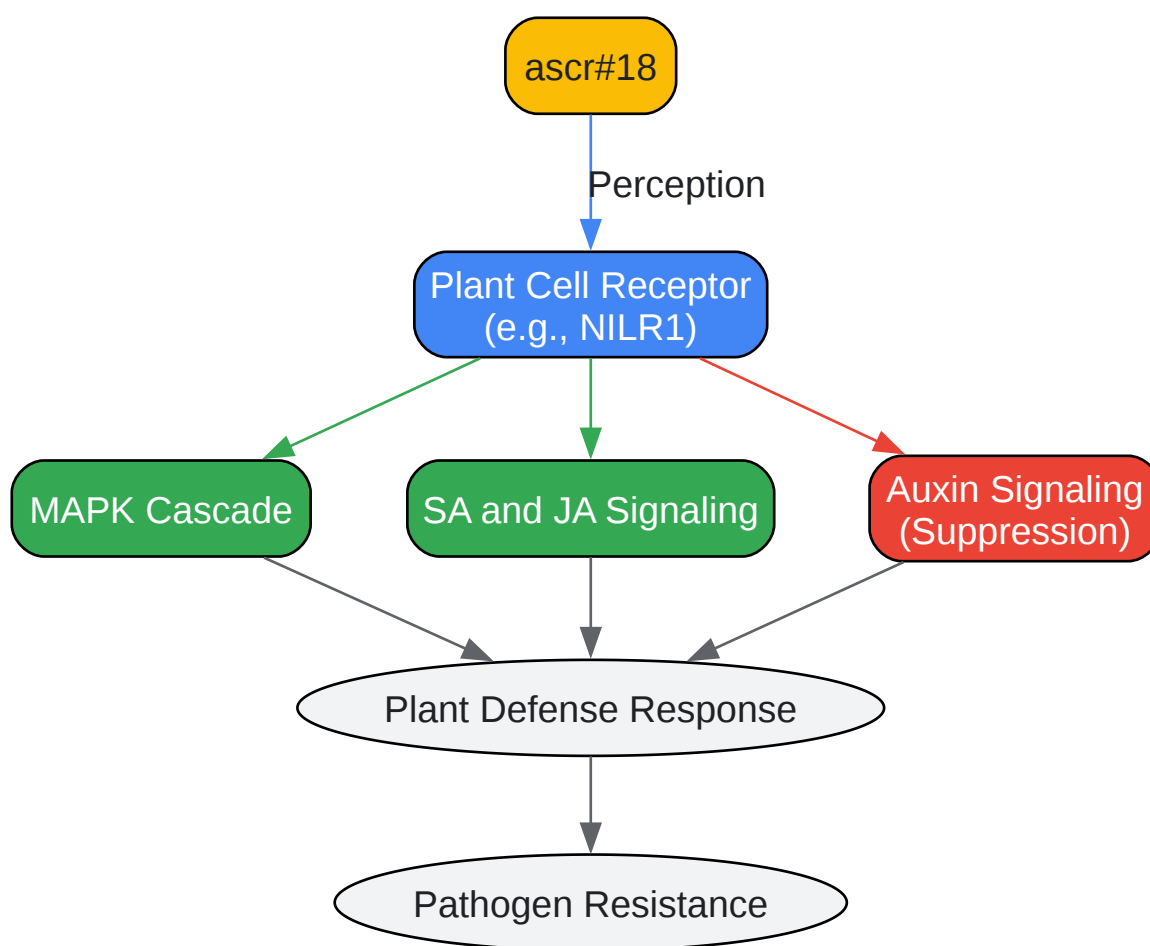 ascr#18
Perception
Plant Cell Receptor
(e.g., NILR1)
MAPK Cascade
SA and JA Signaling
Auxin Signaling
(Suppression)
Plant Defense Response
Pathogen Resistance